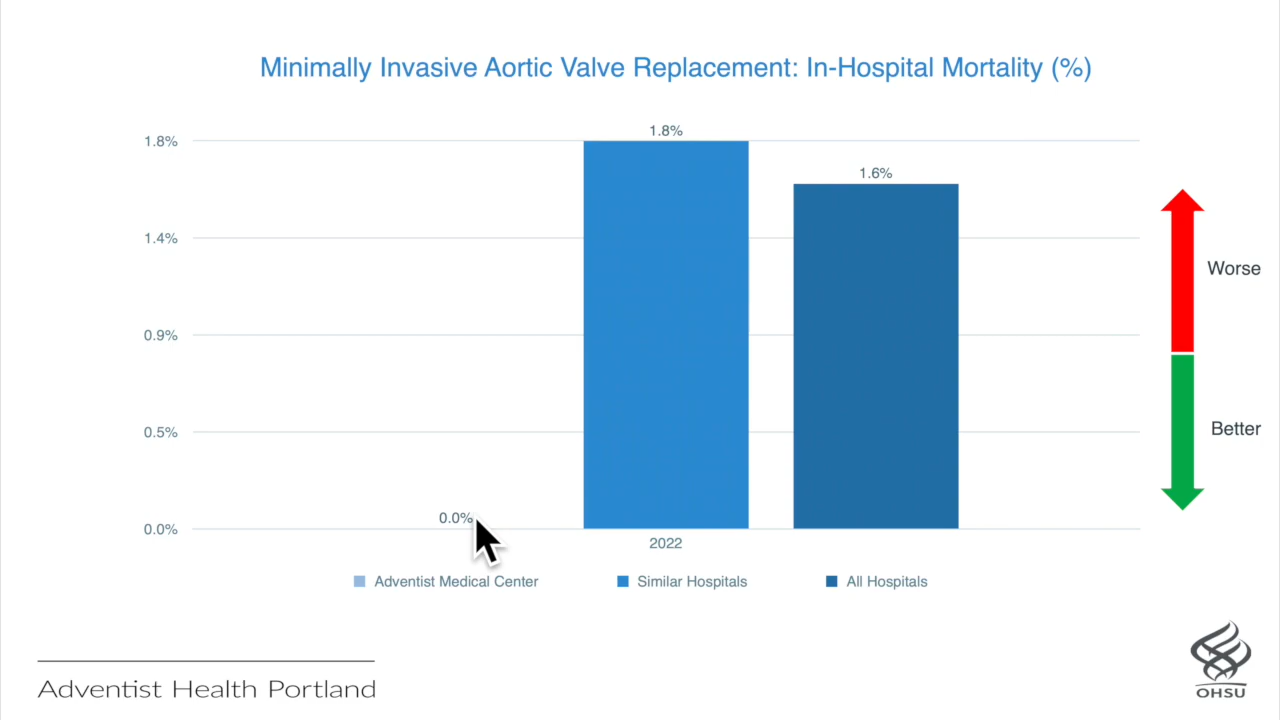 Minimally Invasive Aortic Valve Replacement: In-Hospital Mortality (%)
1.8%
1.8%
1.6%
1.4%
Worse
0.9%
Better
0.5%
0.0%
0.0%
2022
Adventist Medical Center
Similar Hospitals
All Hospitals
Adventist Health Portland
OHSU